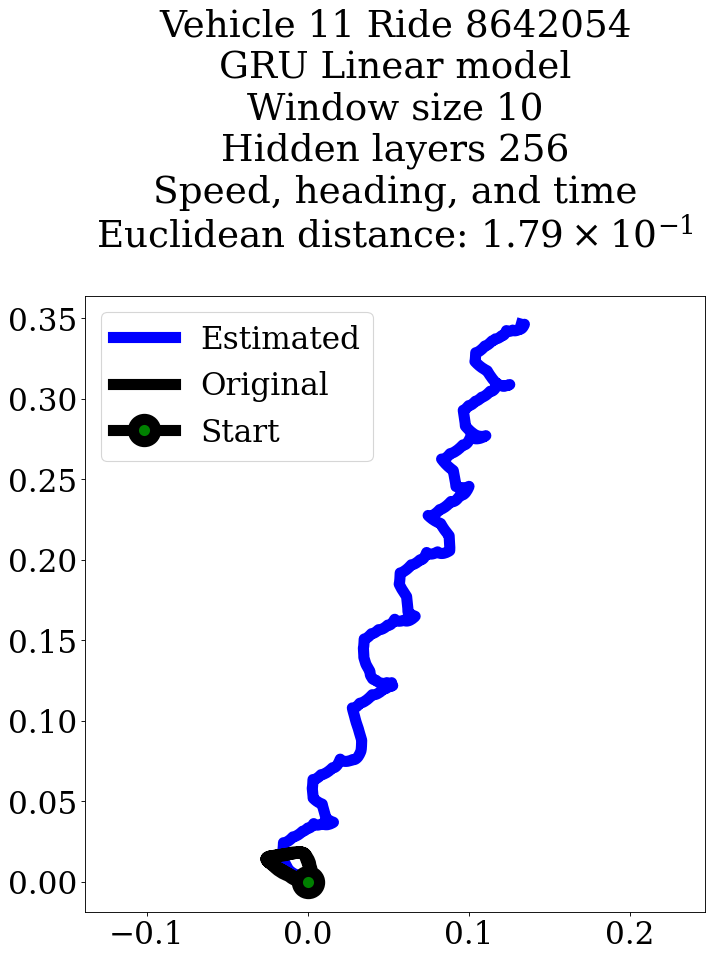 Vehicle 11 Ride 8642054
GRU Linear model
Window size 10
Hidden layers 256
Speed, heading, and time
Euclidean distance: 1.79 × 10⁻¹
Estimated
Original
Start
0.35
0.30
0.25
0.20
0.15
0.10
0.05
0.00
−0.1 0.0 0.1 0.2